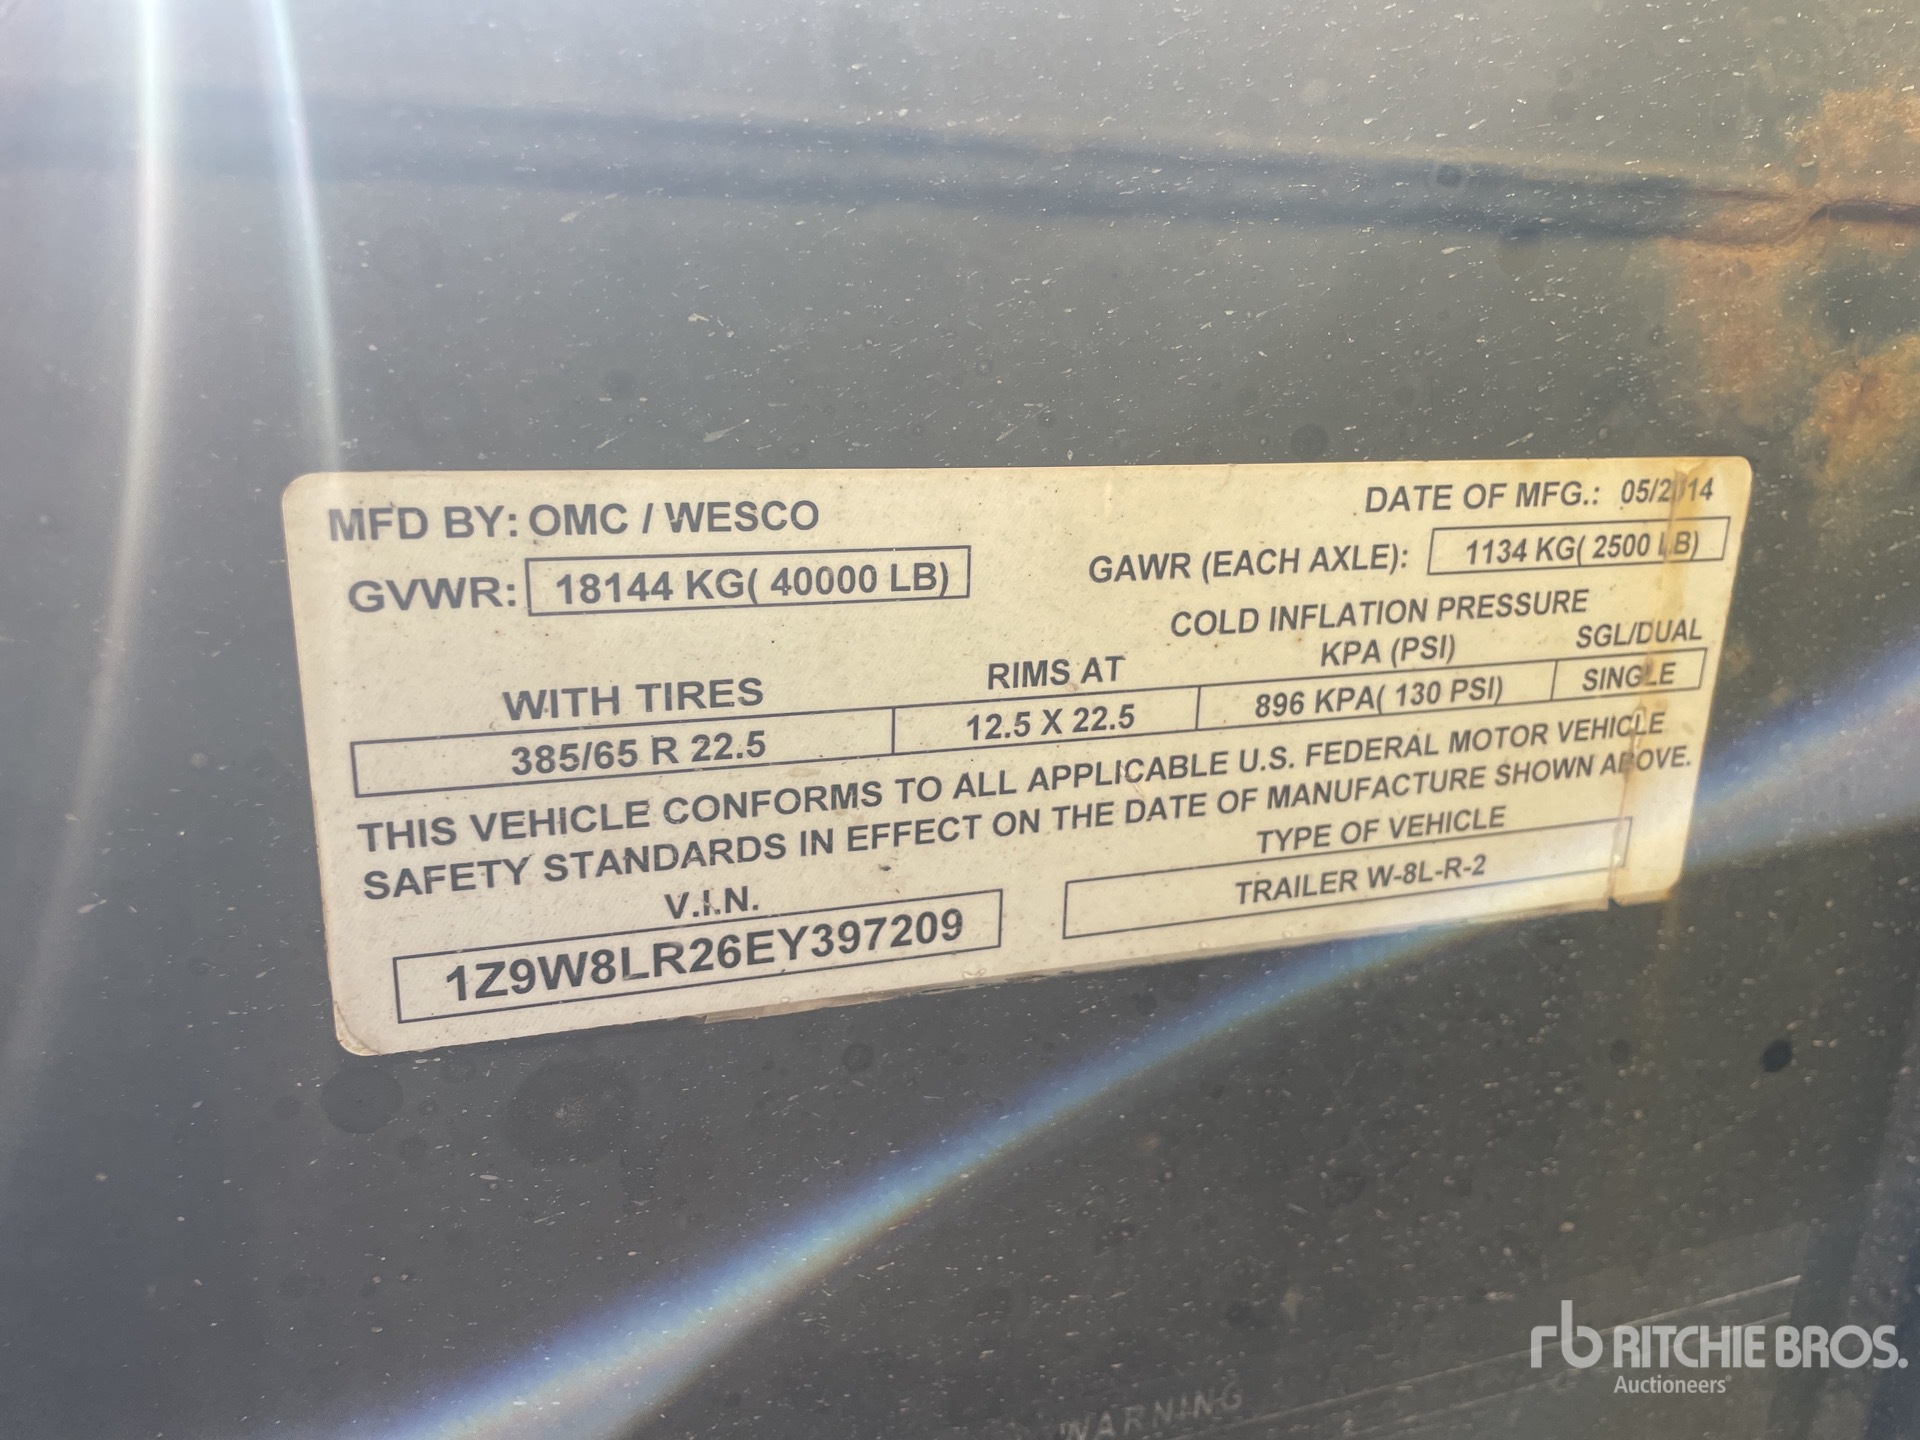 MFD BY: OMC / WESCO
DATE OF MFG.: 05/2014
GVWR: 18144 KG( 40000 LB)
GAWR (EACH AXLE): 1134 KG( 2500 LB)
COLD INFLATION PRESSURE
WITH TIRES RIMS AT KPA (PSI) SGL/DUAL
385/65 R 22.5 12.5 X 22.5 896 KPA( 130 PSI) SINGLE
THIS VEHICLE CONFORMS TO ALL APPLICABLE U.S. FEDERAL MOTOR VEHICLE
SAFETY STANDARDS IN EFFECT ON THE DATE OF MANUFACTURE SHOWN ABOVE.
V.I.N. TYPE OF VEHICLE
1Z9W8LR26EY397209 TRAILER W-8L-R-2
WARNING
rb RITCHIE BROS.
Auctioneers